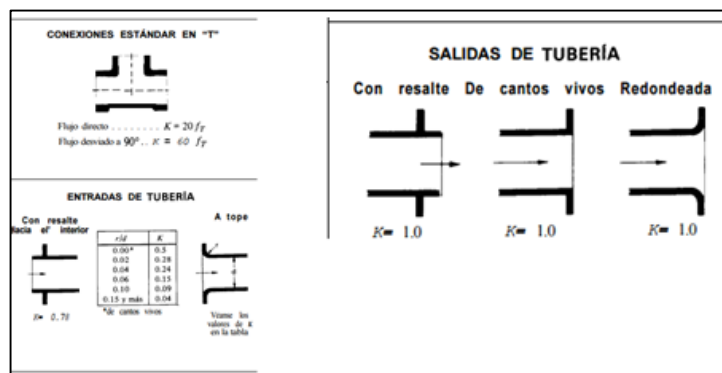 CONEXIONES ESTÁNDAR EN "T"
Flujo directo ........ K = 20 fT
Flujo desviado a 90º .. K = 60 fT
ENTRADAS DE TUBERÍA
Con resalte
hacia el' interior
K= 0.78
r/d K
0.00* 0.5
0.02 0.28
0.04 0.24
0.06 0.15
0.10 0.09
0.15 y más 0.04
*de cantos vivos
A tope
d
Véanse los
valores de K
en la tabla
SALIDAS DE TUBERÍA
Con resalte De cantos vivos Redondeada
K= 1.0 K= 1.0 K= 1.0